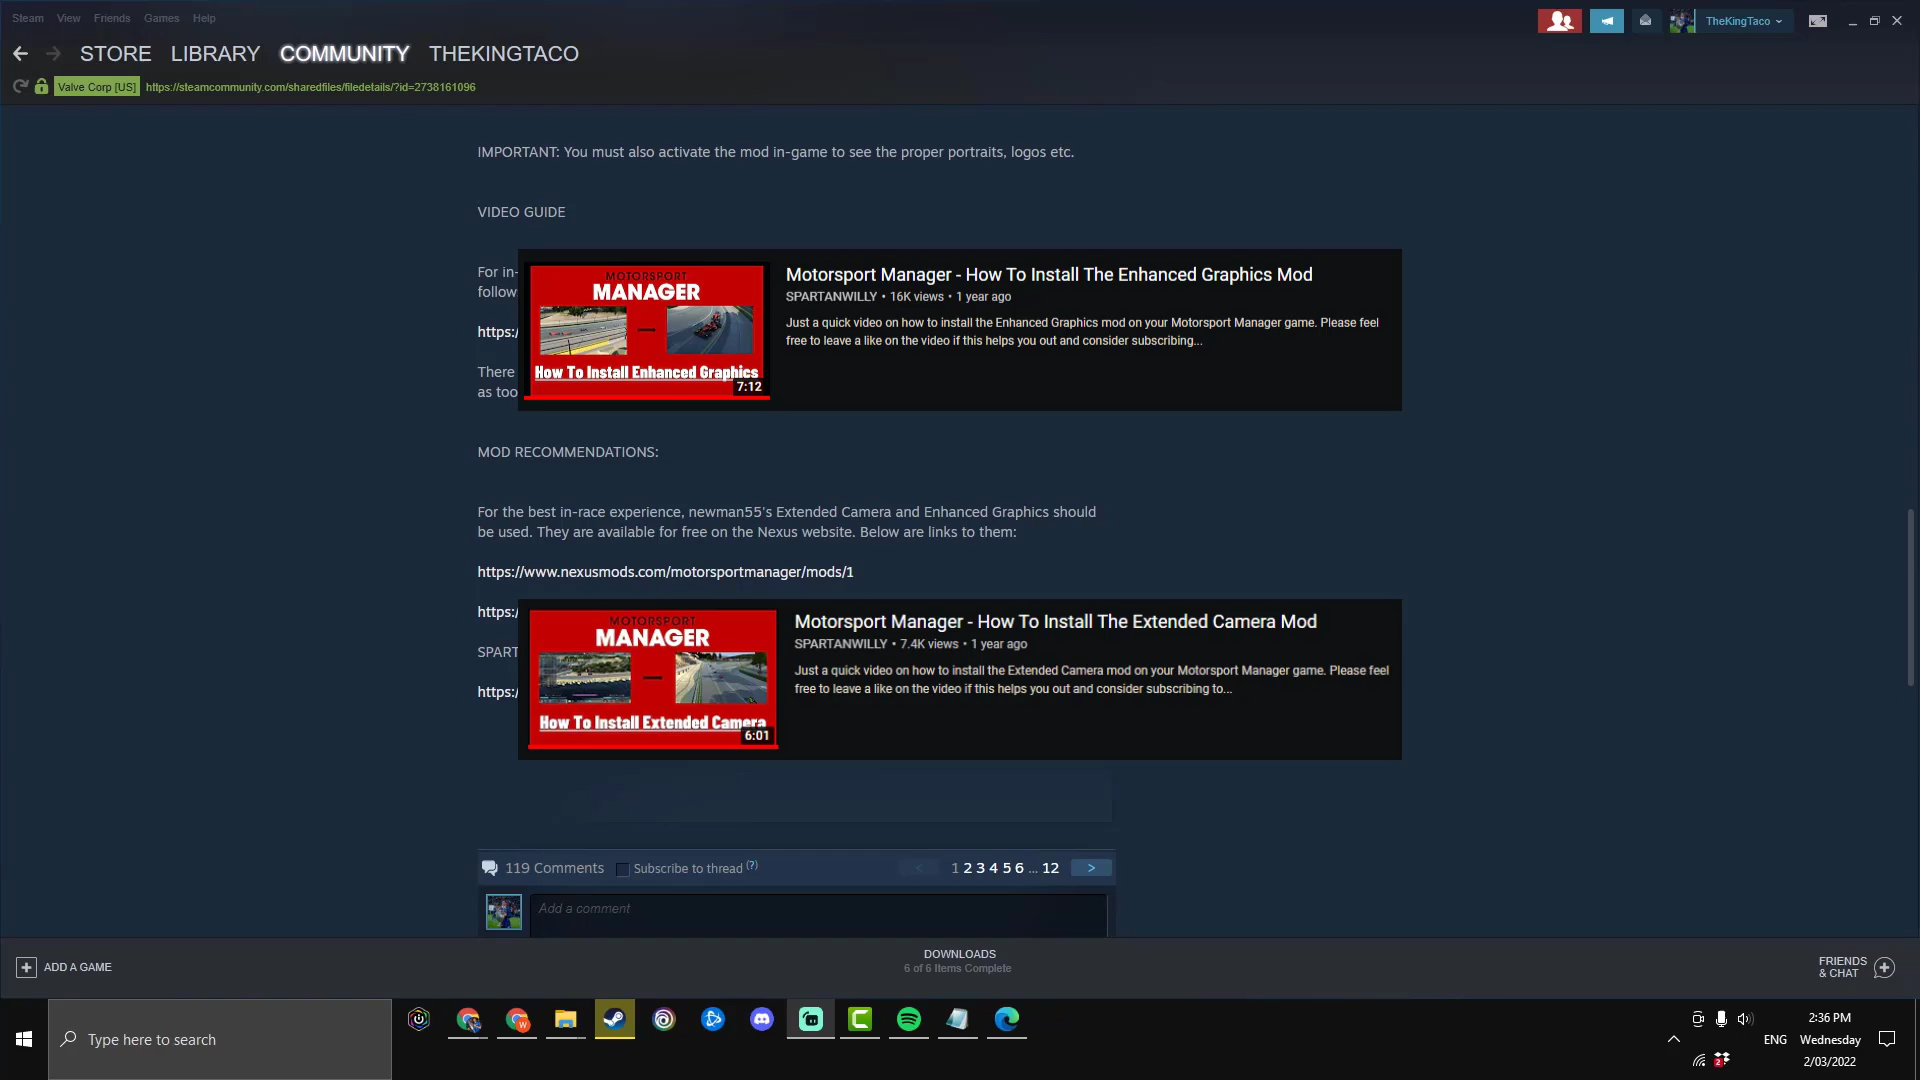 Steam View Friends Games Help
TheKingTaco
STORE LIBRARY COMMUNITY THEKINGTACO
Valve Corp [US] https://steamcommunity.com/sharedfiles/filedetails/?id=2738161096
IMPORTANT: You must also activate the mod in-game to see the proper portraits, logos etc.
VIDEO GUIDE
For in-
follow
https:/
There
as too
MOTORSPORT
MANAGER
How To Install Enhanced Graphics
7:12
Motorsport Manager - How To Install The Enhanced Graphics Mod
SPARTANWILLY • 16K views • 1 year ago
Just a quick video on how to install the Enhanced Graphics mod on your Motorsport Manager game. Please feel
free to leave a like on the video if this helps you out and consider subscribing...
MOD RECOMMENDATIONS:
For the best in-race experience, newman55's Extended Camera and Enhanced Graphics should
be used. They are available for free on the Nexus website. Below are links to them:
https://www.nexusmods.com/motorsportmanager/mods/1
https:/
SPART
https:/
MOTORSPORT
MANAGER
How To Install Extended Camera
6:01
Motorsport Manager - How To Install The Extended Camera Mod
SPARTANWILLY • 7.4K views • 1 year ago
Just a quick video on how to install the Extended Camera mod on your Motorsport Manager game. Please feel
free to leave a like on the video if this helps you out and consider subscribing to...
119 Comments Subscribe to thread (?) < 1 2 3 4 5 6 ... 12 >
Add a comment
ADD A GAME
DOWNLOADS
6 of 6 Items Complete
FRIENDS
& CHAT
Type here to search
W
2:36 PM
ENG Wednesday
2/03/2022
2